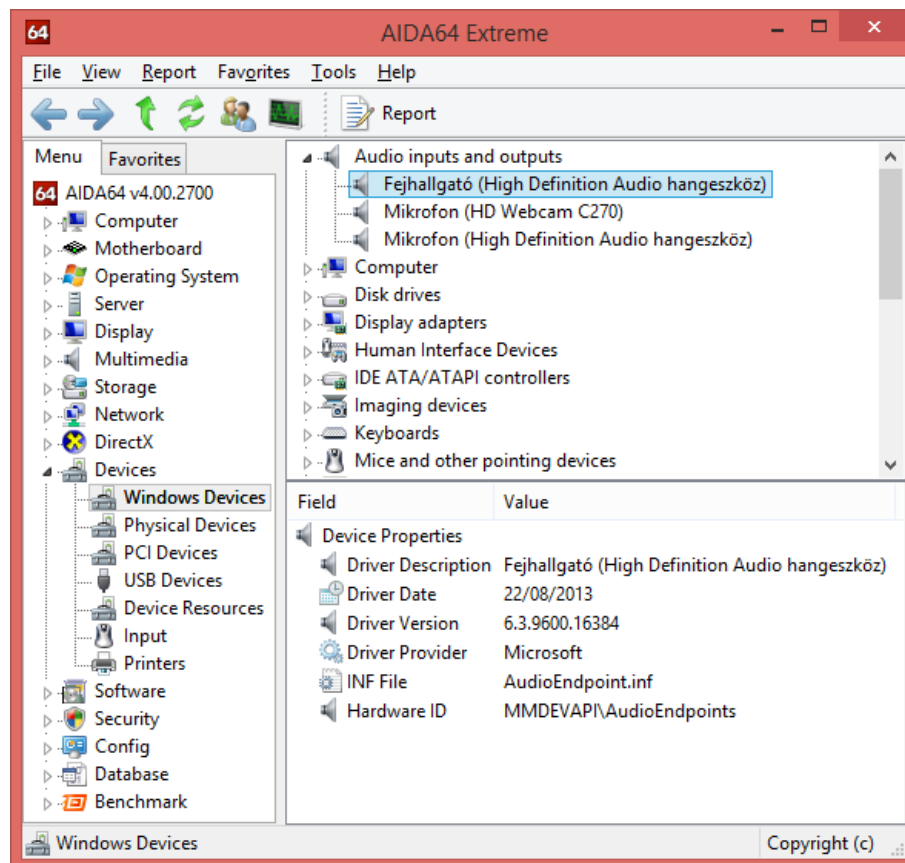 64
AIDA64 Extreme
File View Report Favorites Tools Help
Report
Menu Favorites
64 AIDA64 v4.00.2700
Computer
Motherboard
Operating System
Server
Display
Multimedia
Storage
Network
DirectX
Devices
Windows Devices
Physical Devices
PCI Devices
USB Devices
Device Resources
Input
Printers
Software
Security
Config
Database
Benchmark
Audio inputs and outputs
Fejhallgató (High Definition Audio hangeszköz)
Mikrofon (HD Webcam C270)
Mikrofon (High Definition Audio hangeszköz)
Computer
Disk drives
Display adapters
Human Interface Devices
IDE ATA/ATAPI controllers
Imaging devices
Keyboards
Mice and other pointing devices
Field Value
Device Properties
Driver Description Fejhallgató (High Definition Audio hangeszköz)
Driver Date 22/08/2013
Driver Version 6.3.9600.16384
Driver Provider Microsoft
INF File AudioEndpoint.inf
Hardware ID MMDEVAPI\AudioEndpoints
Windows Devices Copyright (c)